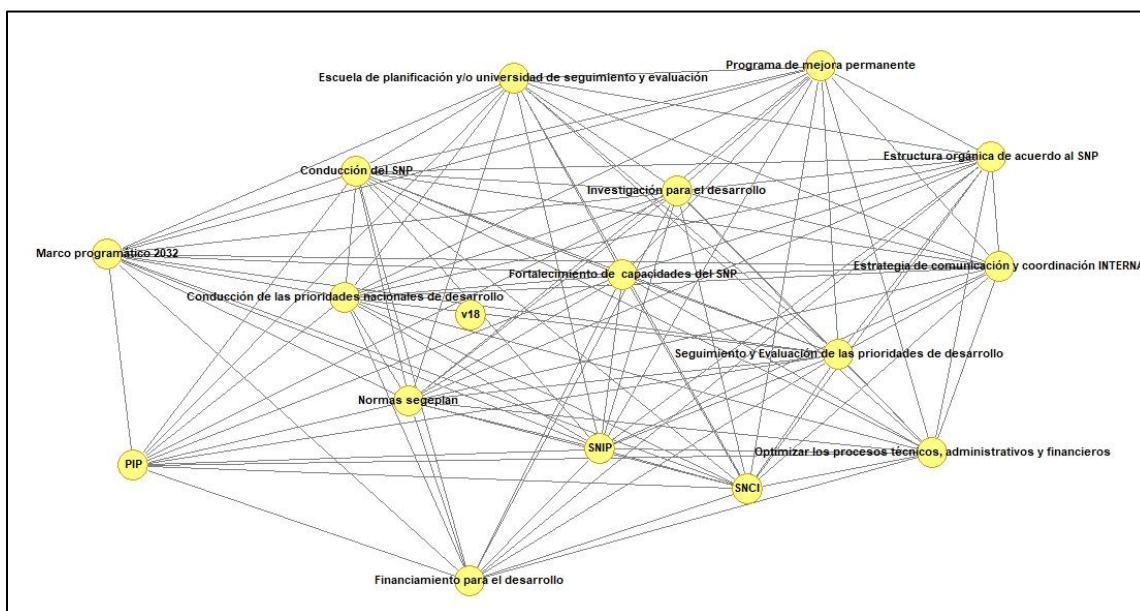 Programa de mejora permanente
Escuela de planificación y/o universidad de seguimiento y evaluación
Estructura orgánica de acuerdo al SNP
Conducción del SNP
Investigación para el desarrollo
Marco programático 2032
Estrategia de comunicación y coordinación INTERNA
Fortalecimiento de capacidades del SNP
Conducción de las prioridades nacionales de desarrollo
v18
Seguimiento y Evaluación de las prioridades de desarrollo
Normas segeplan
SNIP
Optimizar los procesos técnicos, administrativos y financieros
PIP
SNCI
Financiamiento para el desarrollo